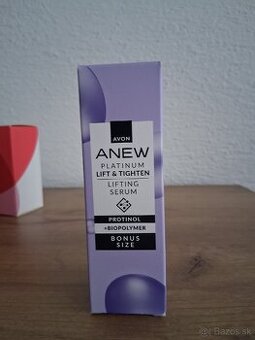 AVON
ANEW
PLATINUM
LIFT & TIGHTEN
LIFTING
SERUM
PROTINOL
+BIOPOLYMER
BONUS
SIZE
Bazos.sk